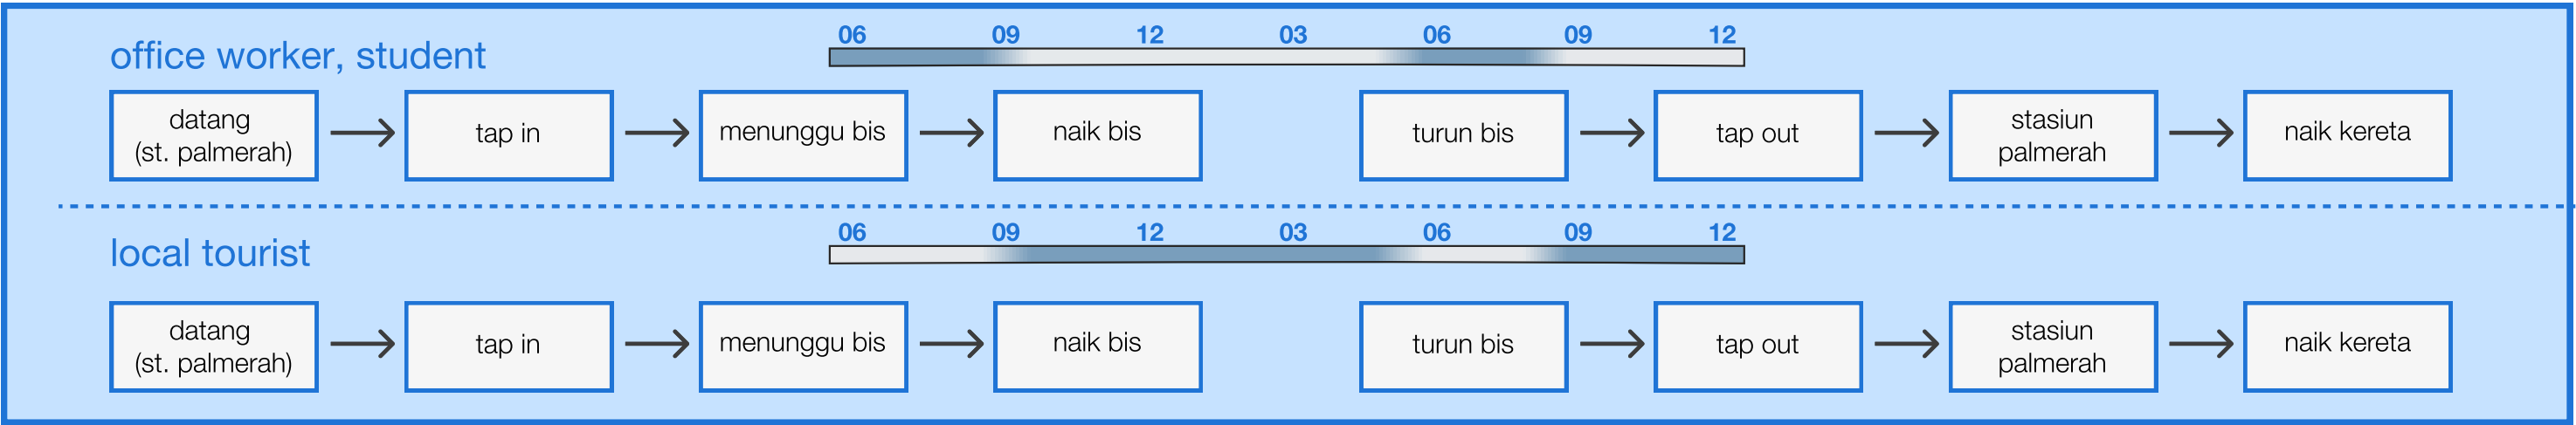 office worker, student
06 09 12 03 06 09 12
datang
(st. palmerah)
tap in
menunggu bis
naik bis
turun bis
tap out
stasiun
palmerah
naik kereta
local tourist
06 09 12 03 06 09 12
datang
(st. palmerah)
tap in
menunggu bis
naik bis
turun bis
tap out
stasiun
palmerah
naik kereta